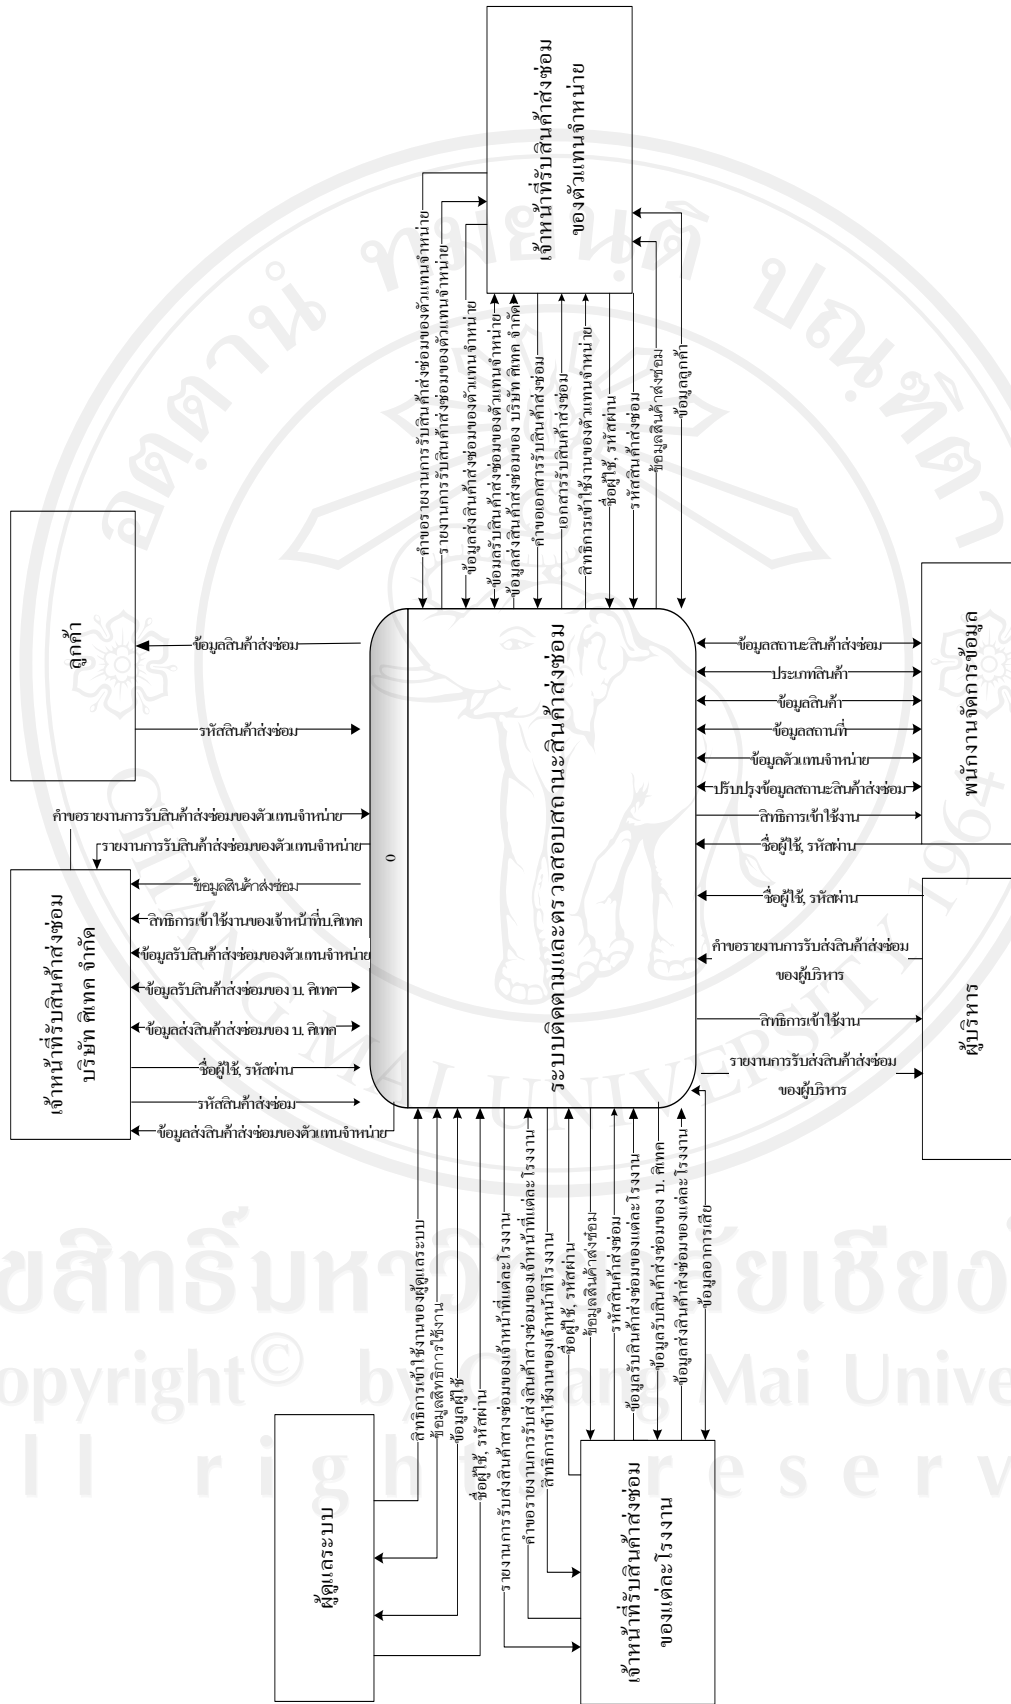 เจ้าหน้าที่รับสินค้าส่งซ่อม
ของตัวแทนจำหน่าย
คำขอรายงานการรับสินค้าส่งซ่อมของตัวแทนจำหน่าย
รายงานการรับสินค้าส่งซ่อมของตัวแทนจำหน่าย
ข้อมูลส่งสินค้าส่งซ่อมของตัวแทนจำหน่าย
ข้อมูลรับสินค้าส่งซ่อมของตัวแทนจำหน่าย
ข้อมูลส่งสินค้าส่งซ่อมของ บริษัท ศิเทค จำกัด
คำขอเอกสารรับสินค้าส่งซ่อม
เอกสารรับสินค้าส่งซ่อม
สิทธิการเข้าใช้งานของตัวแทนจำหน่าย
ชื่อผู้ใช้, รหัสผ่าน
รหัสสินค้าส่งซ่อม
ข้อมูลสินค้าส่งซ่อม
ข้อมูลลูกค้า
ลูกค้า
ข้อมูลสินค้าส่งซ่อม
รหัสสินค้าส่งซ่อม
เจ้าหน้าที่รับสินค้าส่งซ่อม
บริษัท ศิเทค จำกัด
คำขอรายงานการรับสินค้าส่งซ่อมของตัวแทนจำหน่าย
รายงานการรับสินค้าส่งซ่อมของตัวแทนจำหน่าย
ข้อมูลสินค้าส่งซ่อม
สิทธิการเข้าใช้งานของเจ้าหน้าที่บ.ศิเทค
ข้อมูลรับสินค้าส่งซ่อมของตัวแทนจำหน่าย
ข้อมูลรับสินค้าส่งซ่อมของ บ. ศิเทค
ข้อมูลส่งสินค้าส่งซ่อมของ บ. ศิเทค
ชื่อผู้ใช้, รหัสผ่าน
รหัสสินค้าส่งซ่อม
ข้อมูลส่งสินค้าส่งซ่อมของตัวแทนจำหน่าย
0
ระบบติดตามและตรวจสอบสถานะสินค้าส่งซ่อม
พนักงานจัดการข้อมูล
ข้อมูลสถานะสินค้าส่งซ่อม
ประเภทสินค้า
ข้อมูลสินค้า
ข้อมูลสถานที่
ข้อมูลตัวแทนจำหน่าย
ปรับปรุงข้อมูลสถานะสินค้าส่งซ่อม
สิทธิการเข้าใช้งาน
ชื่อผู้ใช้, รหัสผ่าน
ผู้บริหาร
ชื่อผู้ใช้, รหัสผ่าน
คำขอรายงานการรับส่งสินค้าส่งซ่อม
ของผู้บริหาร
สิทธิการเข้าใช้งาน
รายงานการรับส่งสินค้าส่งซ่อม
ของผู้บริหาร
ผู้ดูแลระบบ
สิทธิการเข้าใช้งานของผู้ดูแลระบบ
ข้อมูลสิทธิการใช้งาน
ข้อมูลผู้ใช้
ชื่อผู้ใช้, รหัสผ่าน
เจ้าหน้าที่รับสินค้าส่งซ่อม
ของแต่ละโรงงาน
รายงานการรับส่งสินค้าสางซ่อมของเจ้าหน้าที่แต่ละโรงงาน
คำขอรายงานการรับส่งสินค้าสางซ่อมของเจ้าหน้าที่แต่ละโรงงาน
สิทธิการเข้าใช้งานของเจ้าหน้าที่โรงงาน
ชื่อผู้ใช้, รหัสผ่าน
ข้อมูลสินค้าส่งซ่อม
รหัสสินค้าส่งซ่อม
ข้อมูลรับสินค้าส่งซ่อมของแต่ละโรงงาน
ข้อมูลรับสินค้าส่งซ่อมของ บ. ศิเทค
ข้อมูลส่งสินค้าส่งซ่อมของแต่ละโรงงาน
ข้อมูลอาการเสีย
อตฺตานํ ทมยนฺติ ปณฺฑิตา
CHIANG MAI UNIVERSITY 1964